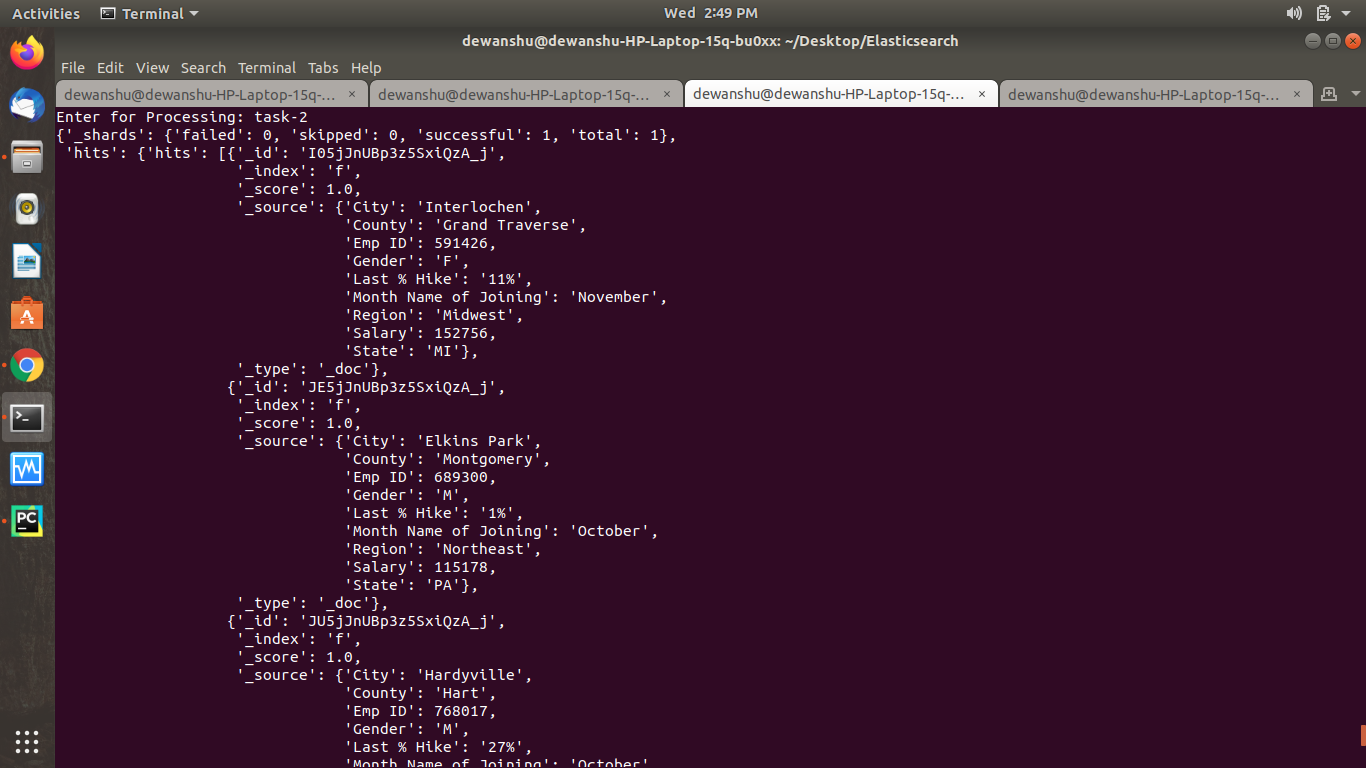 Activities Terminal Wed 2:49 PM
dewanshu@dewanshu-HP-Laptop-15q-bu0xx: ~/Desktop/Elasticsearch
File Edit View Search Terminal Tabs Help
dewanshu@dewanshu-HP-Laptop-15q-... × dewanshu@dewanshu-HP-Laptop-15q-... × dewanshu@dewanshu-HP-Laptop-15q-... × dewanshu@dewanshu-HP-Laptop-15q-... ×
Enter for Processing: task-2
{'_shards': {'failed': 0, 'skipped': 0, 'successful': 1, 'total': 1},
'hits': {'hits': [{'_id': 'I05jJnUBp3z5SxiQzA_j',
'_index': 'f',
'_score': 1.0,
'_source': {'City': 'Interlochen',
'County': 'Grand Traverse',
'Emp ID': 591426,
'Gender': 'F',
'Last % Hike': '11%',
'Month Name of Joining': 'November',
'Region': 'Midwest',
'Salary': 152756,
'State': 'MI'},
'_type': '_doc'},
{'_id': 'JE5jJnUBp3z5SxiQzA_j',
'_index': 'f',
'_score': 1.0,
'_source': {'City': 'Elkins Park',
'County': 'Montgomery',
'Emp ID': 689300,
'Gender': 'M',
'Last % Hike': '1%',
'Month Name of Joining': 'October',
'Region': 'Northeast',
'Salary': 115178,
'State': 'PA'},
'_type': '_doc'},
{'_id': 'JU5jJnUBp3z5SxiQzA_j',
'_index': 'f',
'_score': 1.0,
'_source': {'City': 'Hardyville',
'County': 'Hart',
'Emp ID': 768017,
'Gender': 'M',
'Last % Hike': '27%',
'Month Name of Joining': 'October'
PC